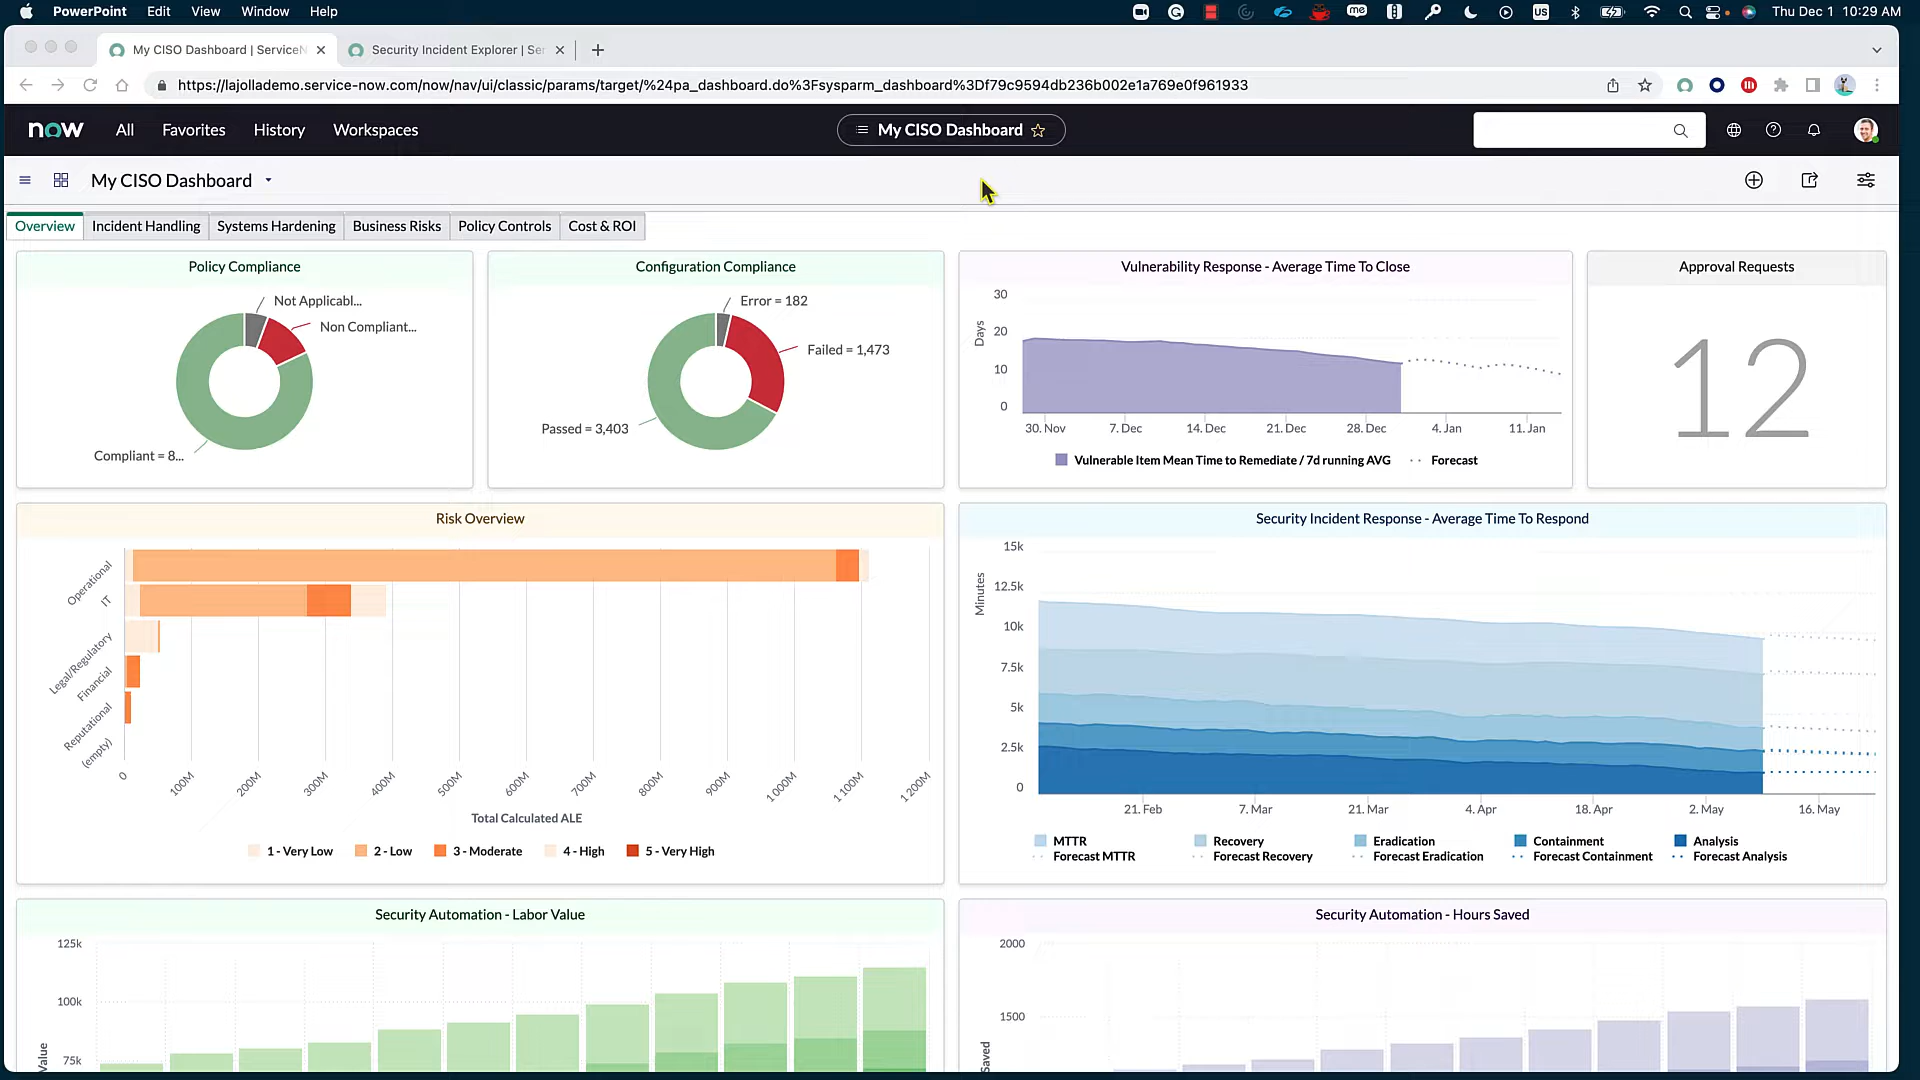 PowerPoint Edit View Window Help
me US Thu Dec 1 10:29 AM
My CISO Dashboard | ServiceN
Security Incident Explorer | Ser
https://lajollademo.service-now.com/now/nav/ui/classic/params/target/%24pa_dashboard.do%3Fsysparm_dashboard%3Df79c9594db236b002e1a769e0f961933
now All Favorites History Workspaces
My CISO Dashboard
My CISO Dashboard
Overview Incident Handling Systems Hardening Business Risks Policy Controls Cost & ROI
Policy Compliance
Not Applicabl...
Non Compliant...
Compliant = 8...
Configuration Compliance
Error = 182
Failed = 1,473
Passed = 3,403
Vulnerability Response - Average Time To Close
Days
30
20
10
0
30. Nov 7. Dec 14. Dec 21. Dec 28. Dec 4. Jan 11. Jan
Vulnerable Item Mean Time to Remediate / 7d running AVG Forecast
Approval Requests
12
Risk Overview
Operational
IT
Legal/Regulatory
Financial
Reputational
(empty)
0 100M 200M 300M 400M 500M 600M 700M 800M 900M 1 000M 1 100M 1 200M
Total Calculated ALE
1 - Very Low 2 - Low 3 - Moderate 4 - High 5 - Very High
Security Incident Response - Average Time To Respond
Minutes
15k
12.5k
10k
7.5k
5k
2.5k
0
21. Feb 7. Mar 21. Mar 4. Apr 18. Apr 2. May 16. May
MTTR Recovery Eradication Containment Analysis
Forecast MTTR Forecast Recovery Forecast Eradication Forecast Containment Forecast Analysis
Security Automation - Labor Value
125k
100k
75k
Value
Security Automation - Hours Saved
2000
1500
Saved